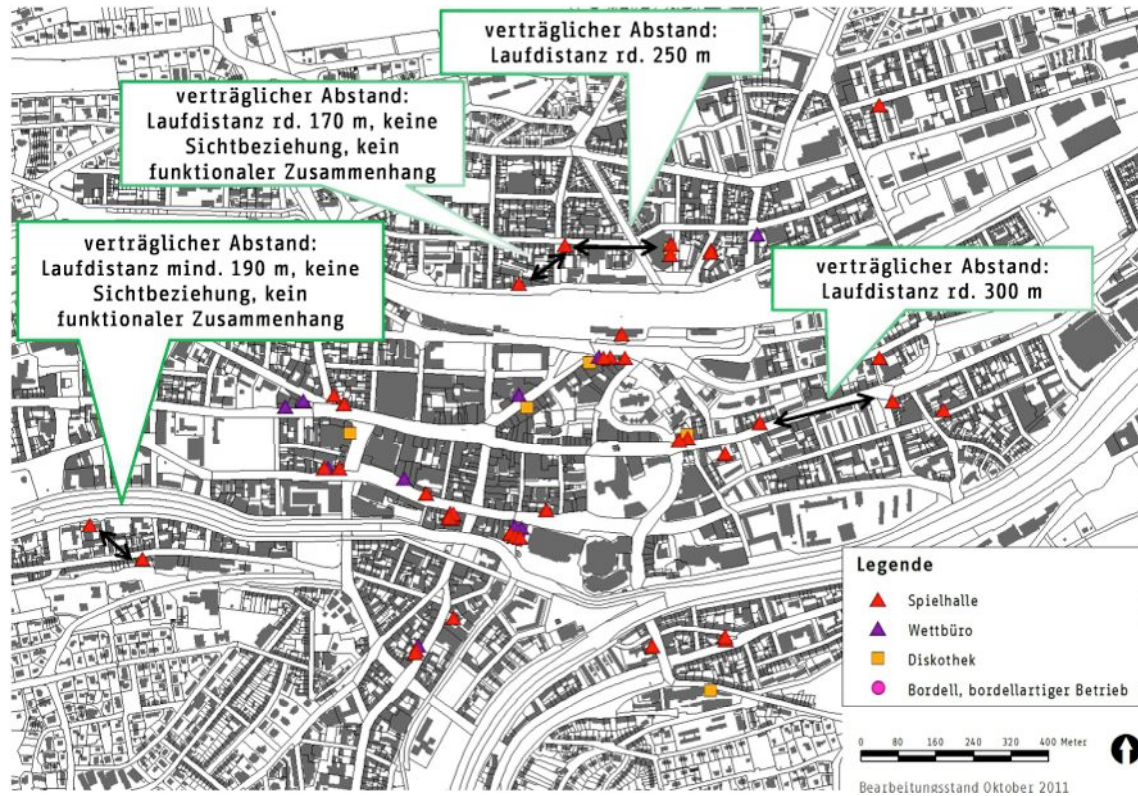 verträglicher Abstand:
Laufdistanz rd. 250 m
verträglicher Abstand:
Laufdistanz rd. 170 m, keine
Sichtbeziehung, kein
funktionaler Zusammenhang
verträglicher Abstand:
Laufdistanz mind. 190 m, keine
Sichtbeziehung, kein
funktionaler Zusammenhang
verträglicher Abstand:
Laufdistanz rd. 300 m
Legende
Spielhalle
Wettbüro
Diskothek
Bordell, bordellartiger Betrieb
0 80 160 240 320 400 Meter
Bearbeitungsstand Oktober 2011